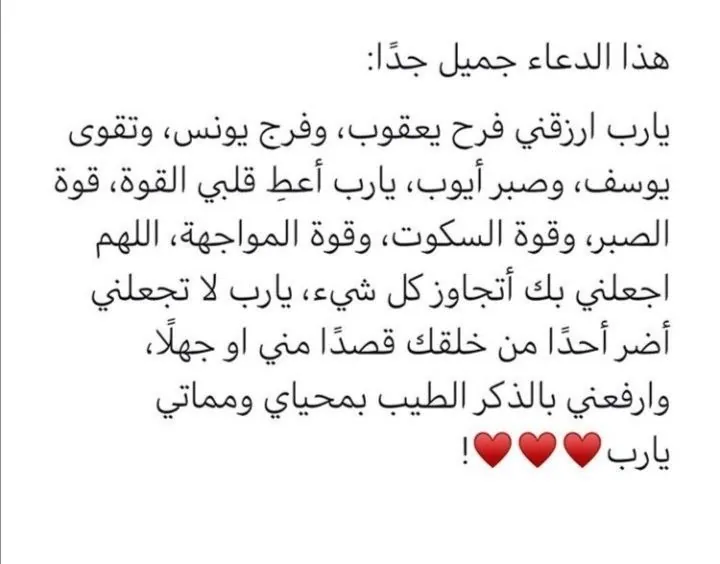 هذا الدعاء جميل جدًا:
يارب ارزقني فرح يعقوب، وفرج يونس، وتقوى
يوسف، وصبر أيوب، يارب أعطِ قلبي القوة، قوة
الصبر، وقوة السكوت، وقوة المواجهة، اللهم
اجعلني بك أتجاوز كل شيء، يارب لا تجعلني
أضر أحدًا من خلقك قصدًا مني او جهلًا،
وارفعني بالذكر الطيب بمحياي ومماتي
يارب♥️♥️♥️!